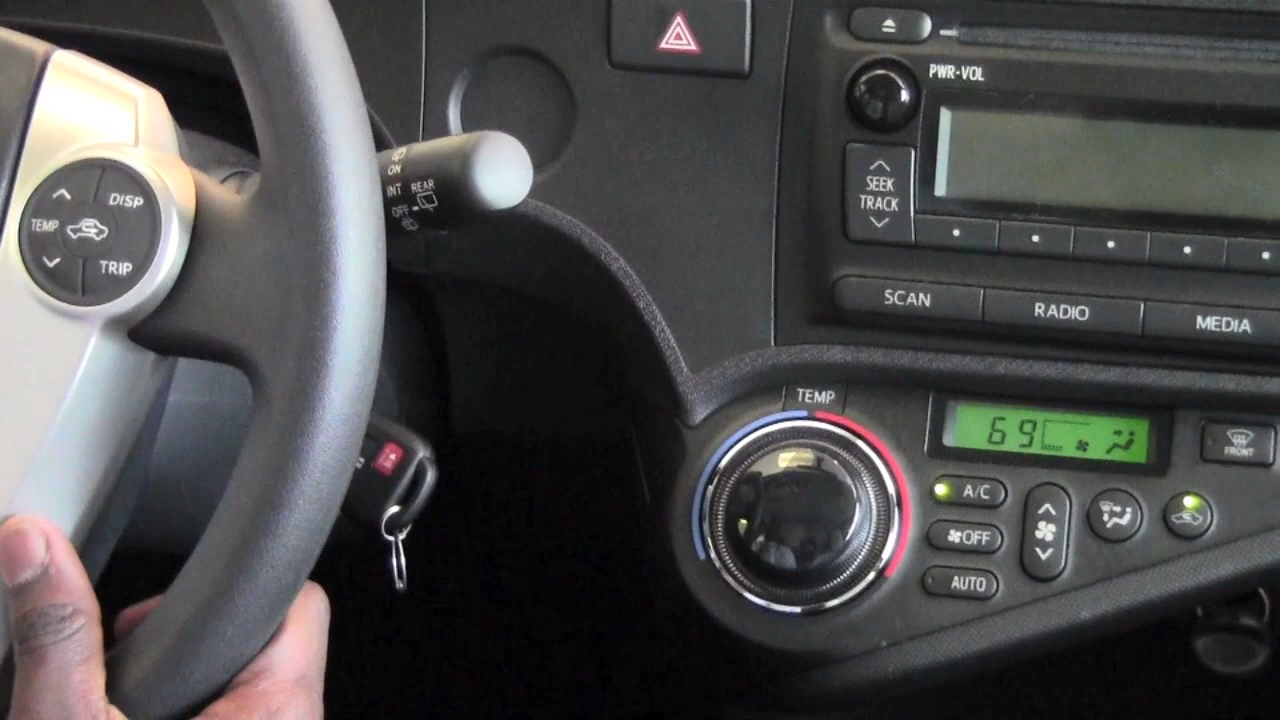 DISP
TEMP
TRIP
ON
INT REAR
OFF
PWR·VOL
SEEK
TRACK
SCAN
RADIO
MEDIA
TEMP
69
FRONT
A/C
OFF
AUTO